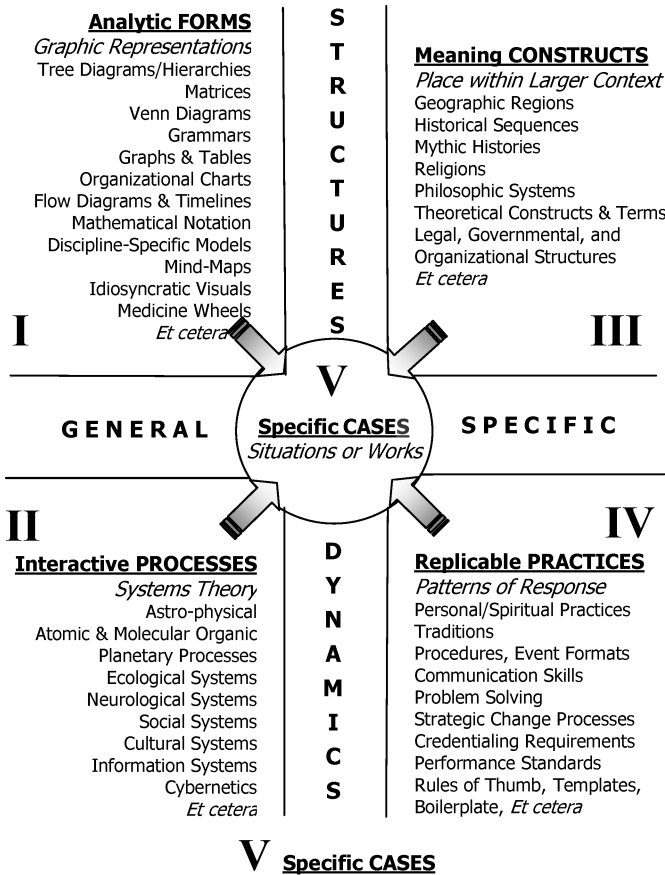 Analytic FORMS
Graphic Representations
Tree Diagrams/Hierarchies
Matrices
Venn Diagrams
Grammars
Graphs & Tables
Organizational Charts
Flow Diagrams & Timelines
Mathematical Notation
Discipline-Specific Models
Mind-Maps
Idiosyncratic Visuals
Medicine Wheels
Et cetera
I
S
T
R
U
C
T
U
R
E
S
Meaning CONSTRUCTS
Place within Larger Context
Geographic Regions
Historical Sequences
Mythic Histories
Religions
Philosophic Systems
Theoretical Constructs & Terms
Legal, Governmental, and
Organizational Structures
Et cetera
III
GENERAL
V
Specific CASES
Situations or Works
SPECIFIC
II
Interactive PROCESSES
Systems Theory
Astro-physical
Atomic & Molecular Organic
Planetary Processes
Ecological Systems
Neurological Systems
Social Systems
Cultural Systems
Information Systems
Cybernetics
Et cetera
D
Y
N
A
M
I
C
S
IV
Replicable PRACTICES
Patterns of Response
Personal/Spiritual Practices
Traditions
Procedures, Event Formats
Communication Skills
Problem Solving
Strategic Change Processes
Credentialing Requirements
Performance Standards
Rules of Thumb, Templates,
Boilerplate, Et cetera
V Specific CASES